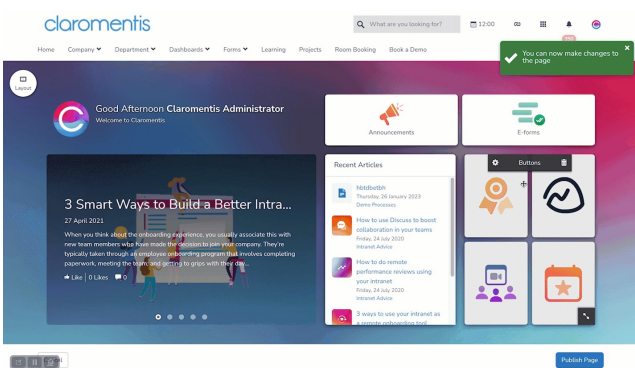 claromentis
What are you looking for?
12:00
Home
Company
Department
Dashboards
Forms
Learning
Projects
Room Booking
Book a Demo
You can now make changes to
the page
Layout
Good Afternoon Claromentis Administrator
Welcome to Claromentis
Announcements
E-forms
Recent Articles
Buttons
hbtdbetbh
Thursday, 26 January 2023
Demo Processes
How to use Discuss to boost
collaboration in your teams
Friday, 24 July 2020
Intranet Advice
How to do remote
performance reviews using
your intranet
Friday, 24 July 2020
Intranet Advice
3 ways to use your intranet as
a remote onboarding tool
3 Smart Ways to Build a Better Intra...
27 April 2021
When you think about the onboarding experience, you usually associate this with
new team members who have made the decision to join your company. They're
typically taken through an employee onboarding program that involves completing
paperwork, meeting the team, and getting to grips with their day...
Like
0 Likes
0
Publish Page